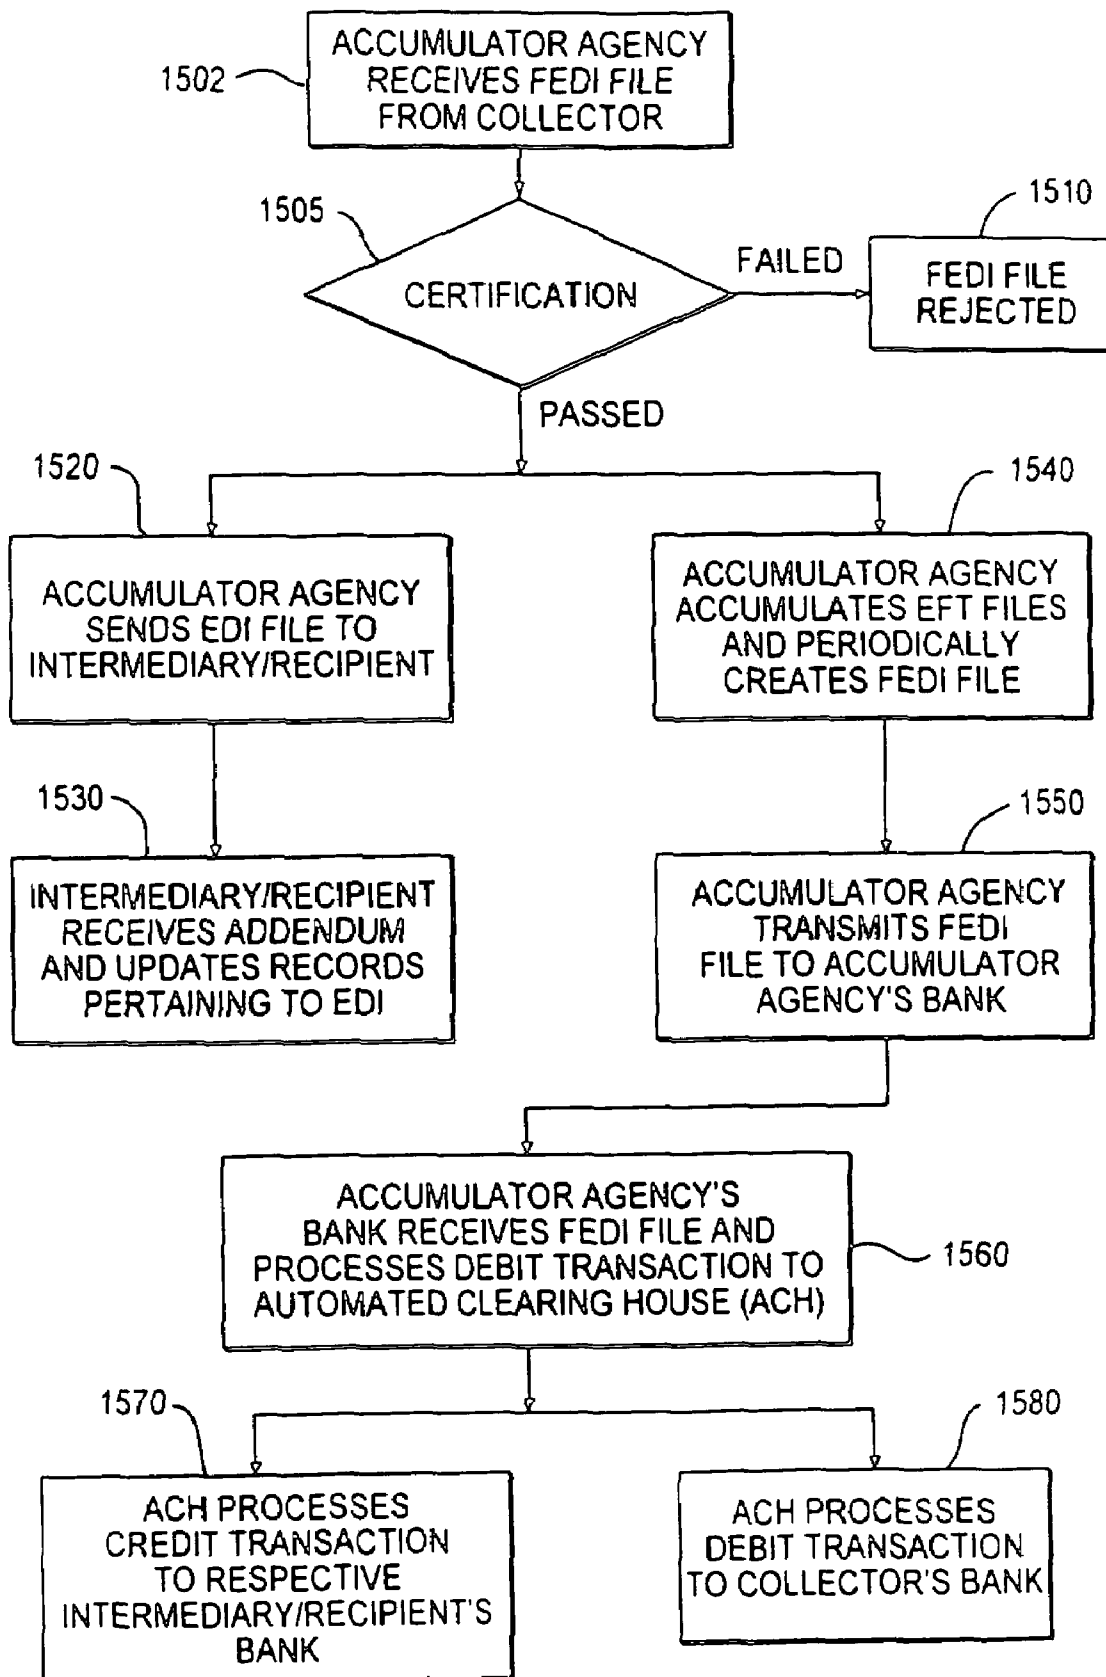 1502
ACCUMULATOR AGENCY
RECEIVES FEDI FILE
FROM COLLECTOR
1505
CERTIFICATION
FAILED
1510
FEDI FILE
REJECTED
PASSED
1520
ACCUMULATOR AGENCY
SENDS EDI FILE TO
INTERMEDIARY/RECIPIENT
1540
ACCUMULATOR AGENCY
ACCUMULATES EFT FILES
AND PERIODICALLY
CREATES FEDI FILE
1530
INTERMEDIARY/RECIPIENT
RECEIVES ADDENDUM
AND UPDATES RECORDS
PERTAINING TO EDI
1550
ACCUMULATOR AGENCY
TRANSMITS FEDI
FILE TO ACCUMULATOR
AGENCY'S BANK
ACCUMULATOR AGENCY'S
BANK RECEIVES FEDI FILE AND
PROCESSES DEBIT TRANSACTION TO
AUTOMATED CLEARING HOUSE (ACH)
1560
1570
ACH PROCESSES
CREDIT TRANSACTION
TO RESPECTIVE
INTERMEDIARY/RECIPIENT'S
BANK
1580
ACH PROCESSES
DEBIT TRANSACTION
TO COLLECTOR'S BANK